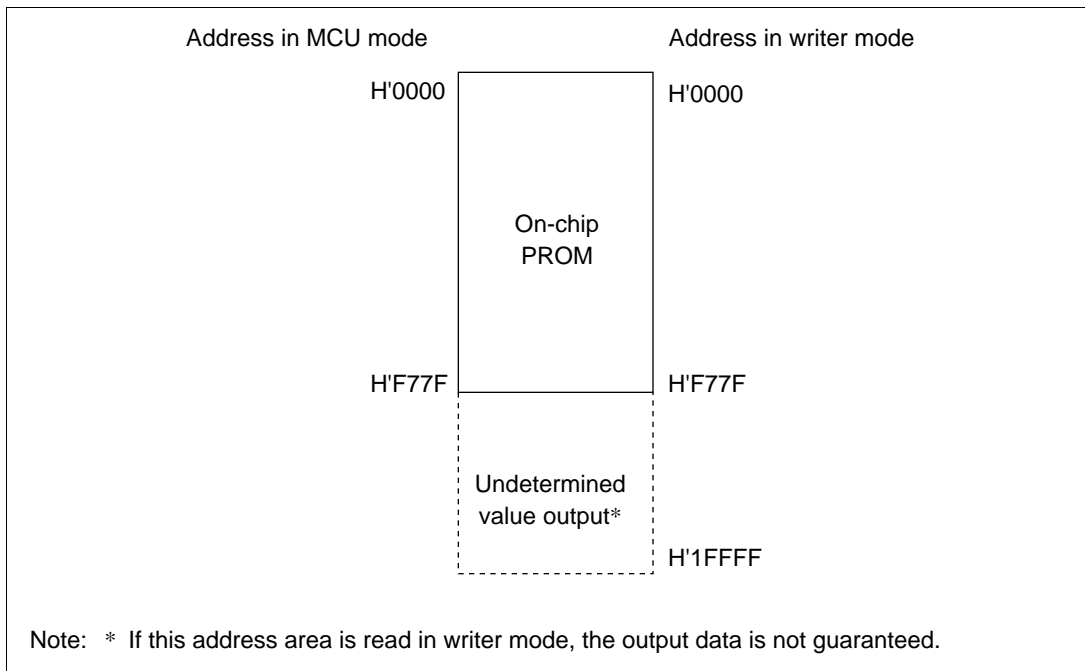 Address in MCU mode
Address in writer mode
H'0000
H'0000
On-chip
PROM
H'F77F
H'F77F
Undetermined
value output*
H'1FFFF
Note: * If this address area is read in writer mode, the output data is not guaranteed.